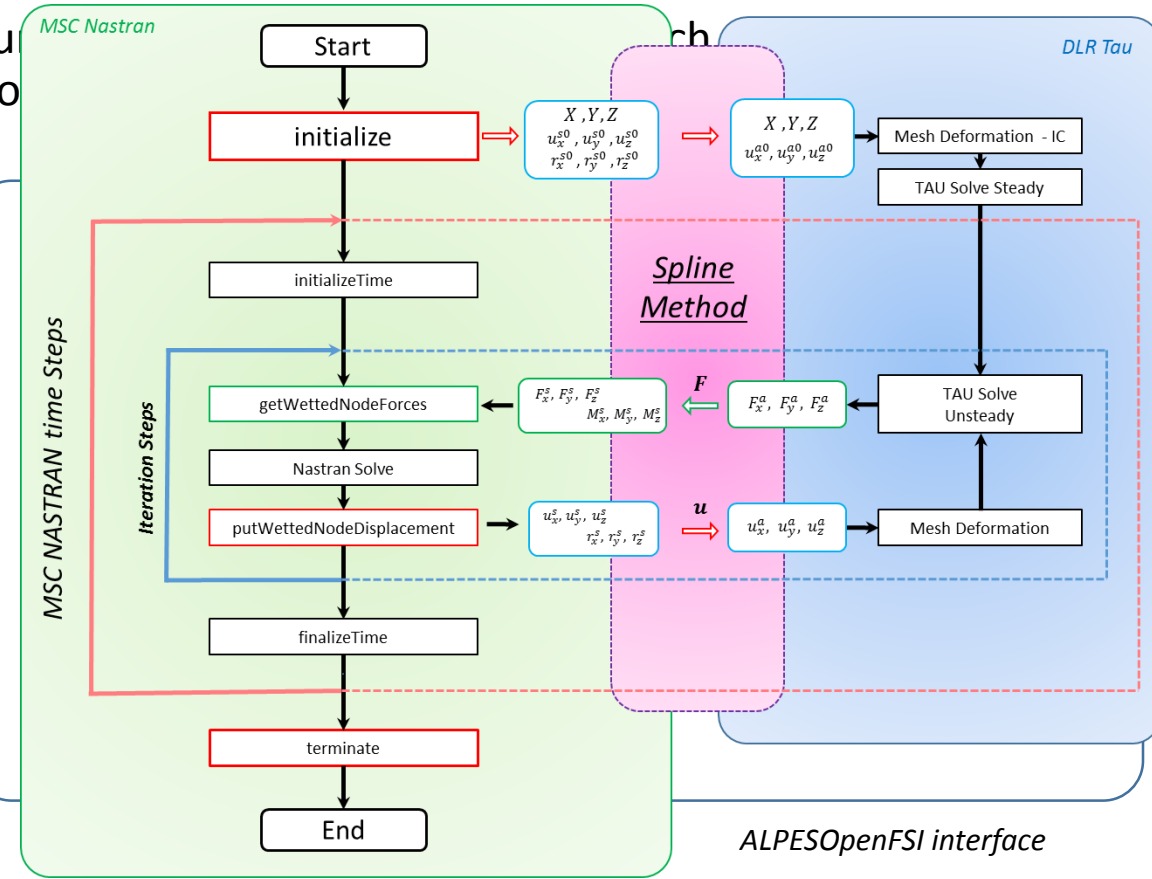 MSC Nastran
ch
DLR Tau
Start
initialize
X ,Y, Z
u_x^{s0} , u_y^{s0} , u_z^{s0}
r_x^{s0} , r_y^{s0} , r_z^{s0}
X ,Y, Z
u_x^{a0} , u_y^{a0} , u_z^{a0}
Mesh Deformation - IC
TAU Solve Steady
initializeTime
Spline
Method
MSC NASTRAN time Steps
Iteration Steps
getWettedNodeForces
F_x^s, F_y^s, F_z^s
M_x^s, M_y^s, M_z^s
F
F_x^a, F_y^a, F_z^a
TAU Solve
Unsteady
Nastran Solve
putWettedNodeDisplacement
u_x^s, u_y^s, u_z^s
r_x^s, r_y^s, r_z^s
u
u_x^a, u_y^a, u_z^a
Mesh Deformation
finalizeTime
terminate
End
ALPESOpenFSI interface